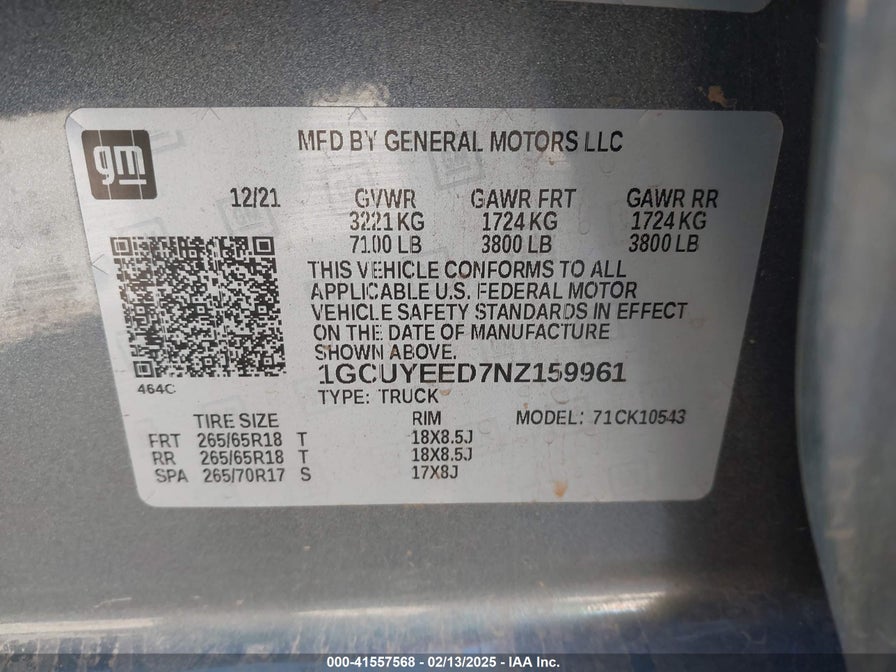 gm
MFD BY GENERAL MOTORS LLC
12/21 GVWR GAWR FRT GAWR RR
3221 KG 1724 KG 1724 KG
7100 LB 3800 LB 3800 LB
THIS VEHICLE CONFORMS TO ALL
APPLICABLE U.S. FEDERAL MOTOR
VEHICLE SAFETY STANDARDS IN EFFECT
ON THE DATE OF MANUFACTURE
SHOWN ABOVE.
464C
1GCUYEED7NZ159961
TYPE: TRUCK
TIRE SIZE RIM MODEL: 71CK10543
FRT 265/65R18 T 18X8.5J
RR 265/65R18 T 18X8.5J
SPA 265/70R17 S 17X8J
000-41557568 - 02/13/2025 - IAA Inc.